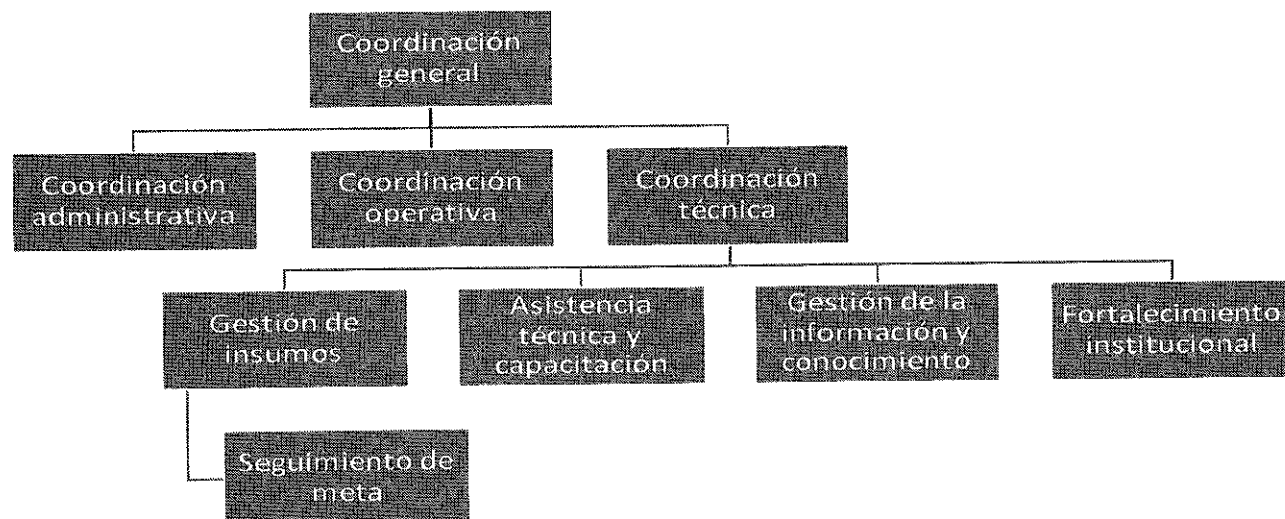 Coordinación
general
Coordinación
administrativa
Coordinación
operativa
Coordinación
técnica
Gestión de
insumos
Asistencia
técnica y
capacitación
Gestión de la
información y
conocimiento
Fortalecimiento
institucional
Seguimiento de
meta